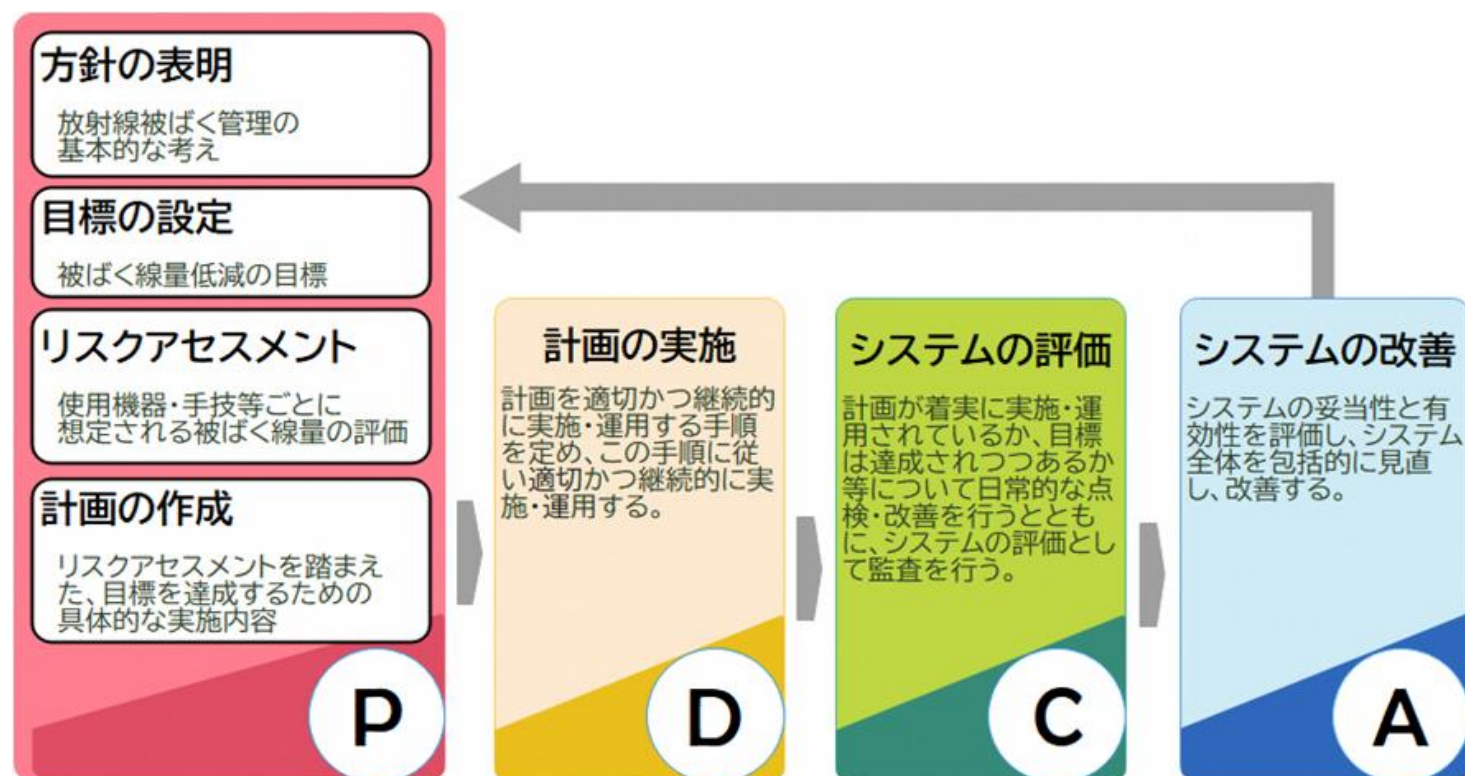 方針の表明
放射線被ばく管理の
基本的な考え
目標の設定
被ばく線量低減の目標
リスクアセスメント
使用機器・手技等ごとに
想定される被ばく線量の評価
計画の作成
リスクアセスメントを踏まえ
た、目標を達成するための
具体的な実施内容
P
計画の実施
計画を適切かつ継続的
に実施・運用する手順
を定め、この手順に従
い適切かつ継続的に実
施・運用する。
D
システムの評価
計画が着実に実施・運
用されているか、目標
は達成されつつあるか
等について日常的な点
検・改善を行うととも
に、システムの評価とし
て監査を行う。
C
システムの改善
システムの妥当性と有
効性を評価し、システム
全体を包括的に見直
し、改善する。
A